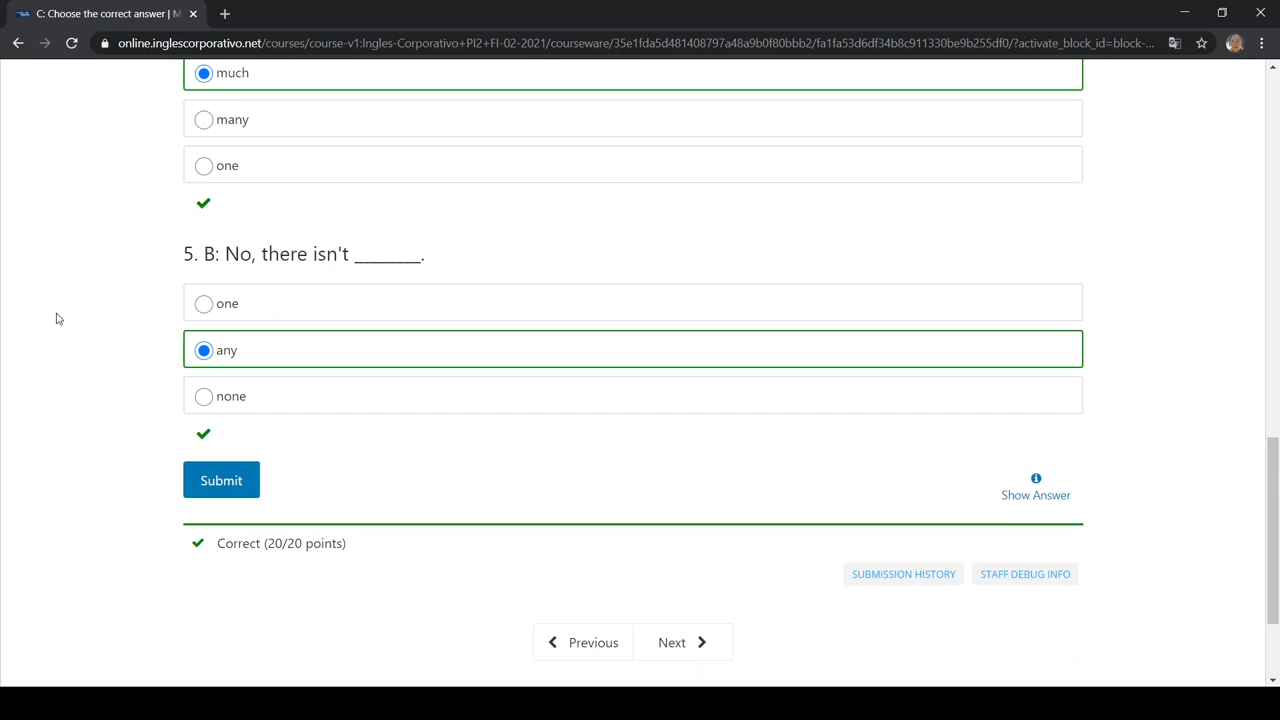 C: Choose the correct answer | M
online.inglescorporativo.net/courses/course-v1:Ingles-Corporativo+PI2+FI-02-2021/courseware/35e1fda5d481408797a48a9b0f80bbb2/fa1fa53d6df34b8c911330be9b255df0/?activate_block_id=block-...
much
many
one
5. B: No, there isn't ________.
one
any
none
Submit
Show Answer
Correct (20/20 points)
SUBMISSION HISTORY
STAFF DEBUG INFO
Previous
Next